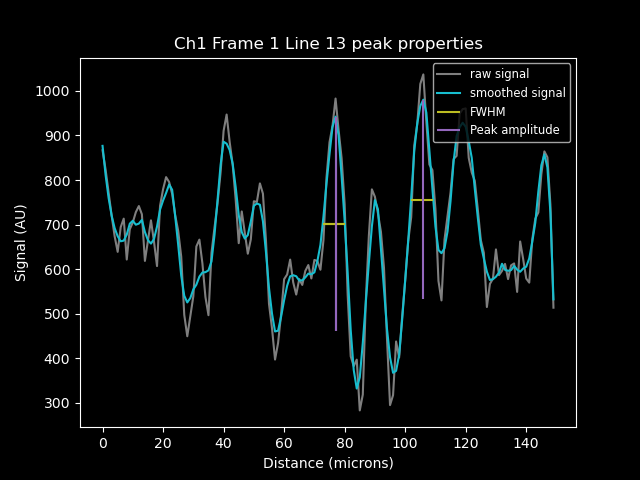 Ch1 Frame 1 Line 13 peak properties
raw signal
smoothed signal
FWHM
Peak amplitude
Signal (AU)
1000
900
800
700
600
500
400
300
0 20 40 60 80 100 120 140
Distance (microns)